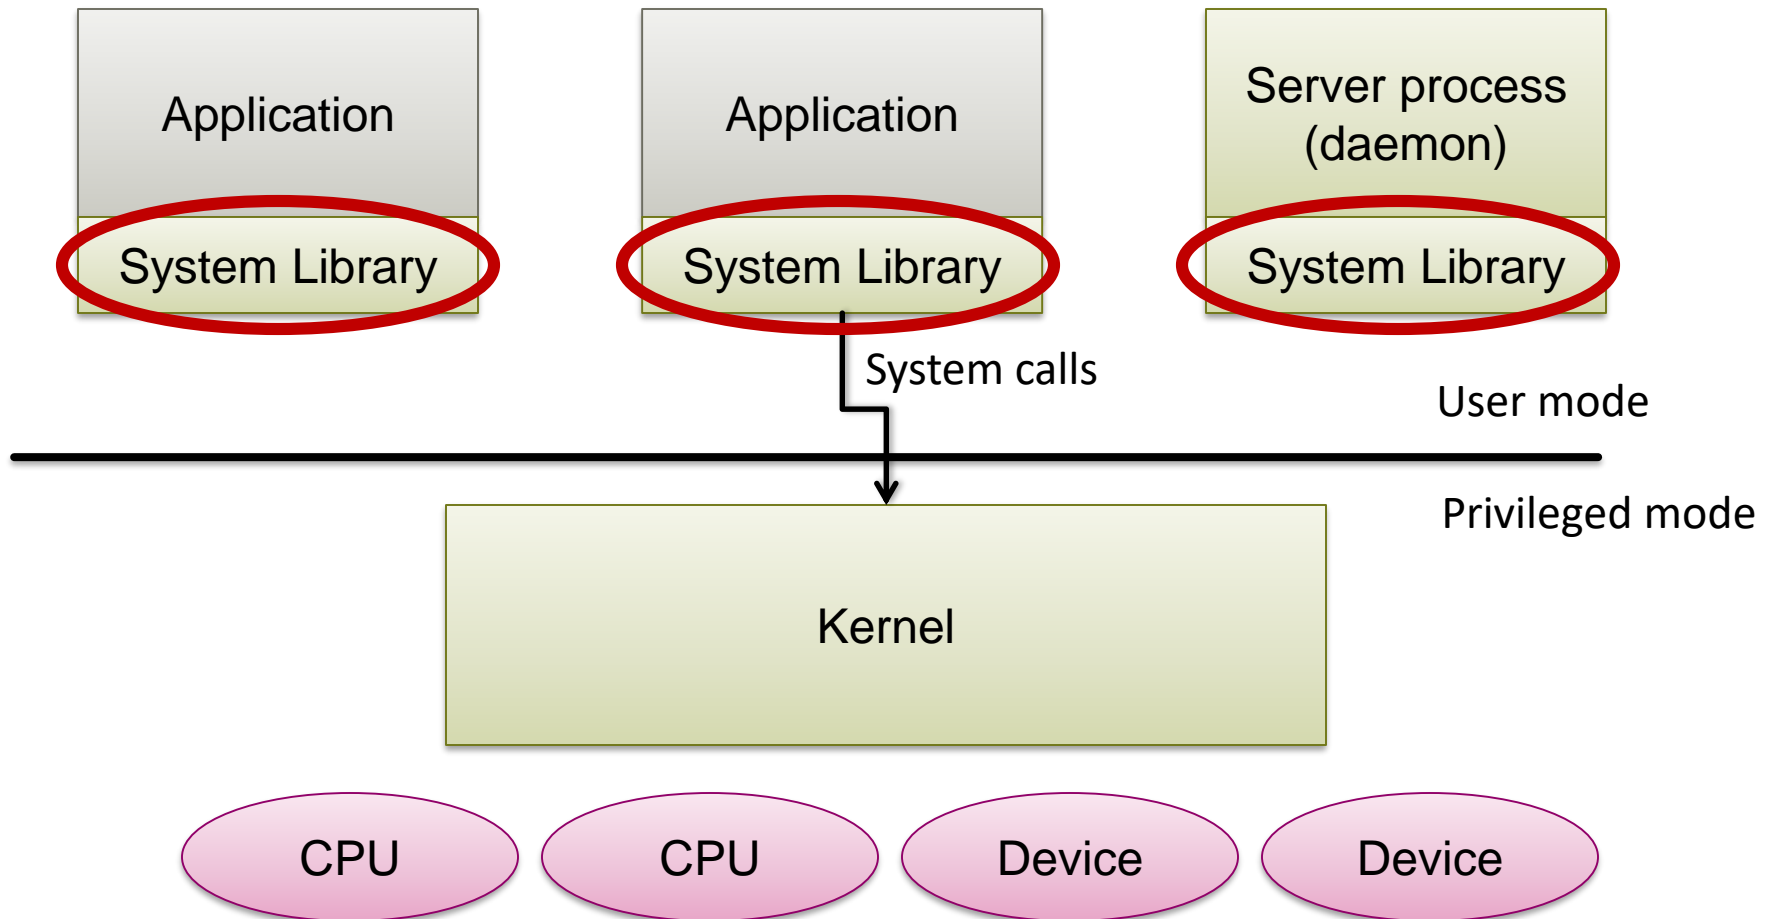 Application
Application
Server process
(daemon)
System Library
System Library
System Library
System calls
User mode
Privileged mode
Kernel
CPU
CPU
Device
Device